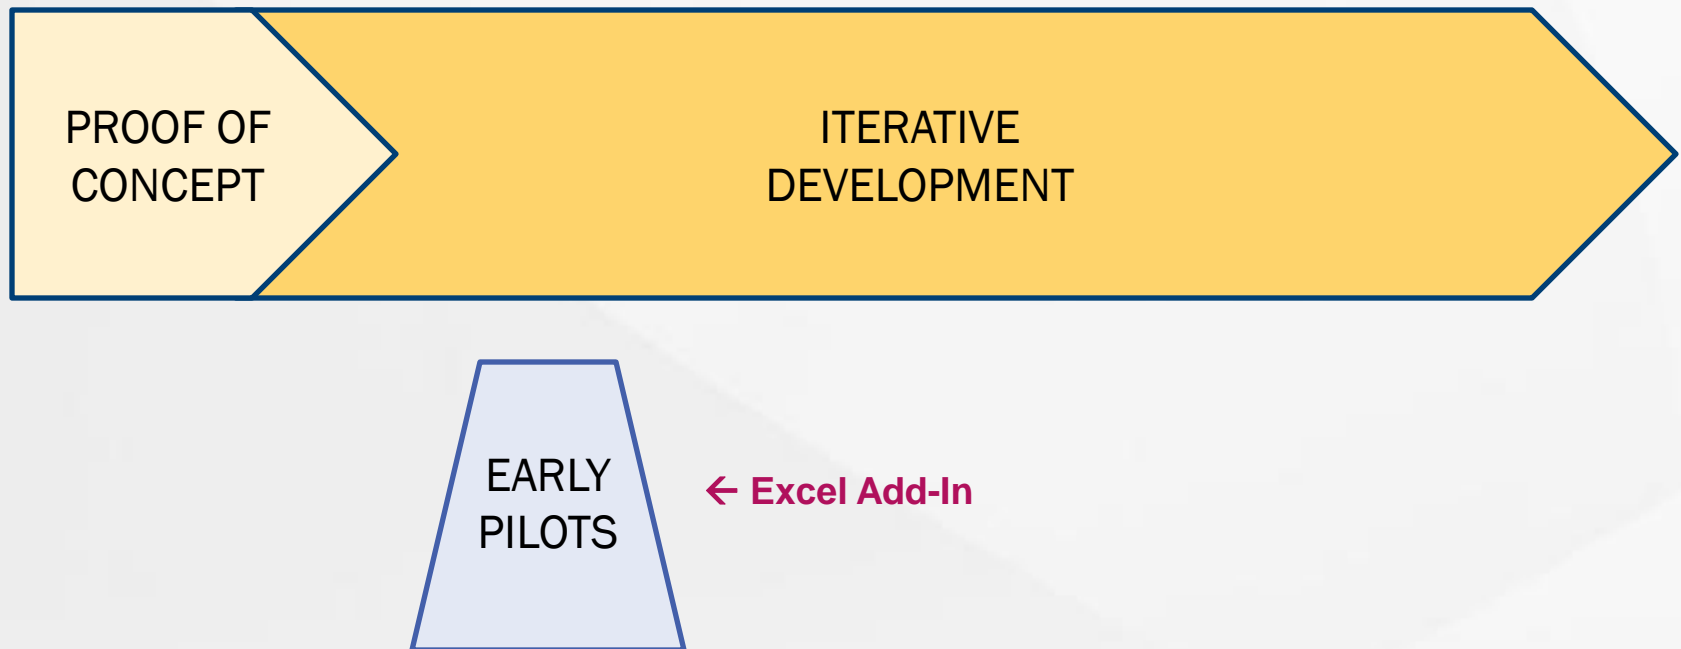 PROOF OF
CONCEPT
ITERATIVE
DEVELOPMENT
EARLY
PILOTS
← Excel Add-In